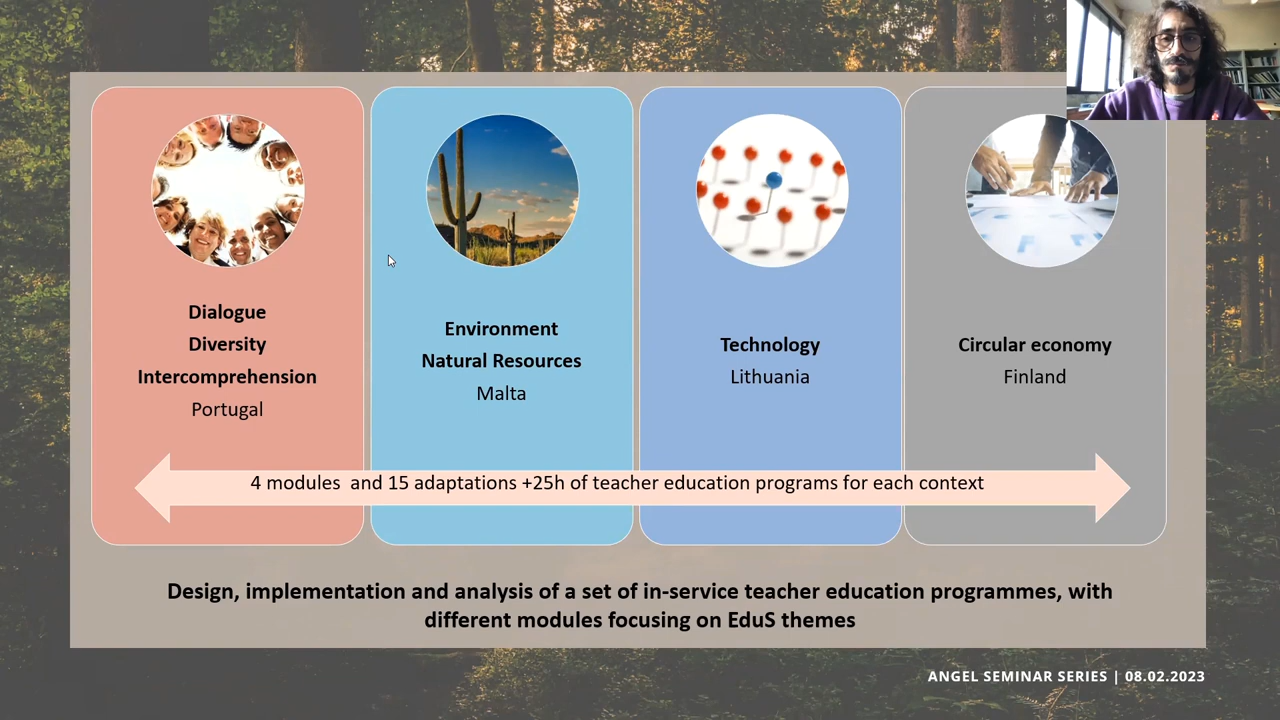 Dialogue
Diversity
Intercomprehension
Portugal
Environment
Natural Resources
Malta
Technology
Lithuania
Circular economy
Finland
4 modules  and 15 adaptations +25h of teacher education programs for each context
Design, implementation and analysis of a set of in-service teacher education programmes, with
different modules focusing on EduS themes
ANGEL SEMINAR SERIES | 08.02.2023